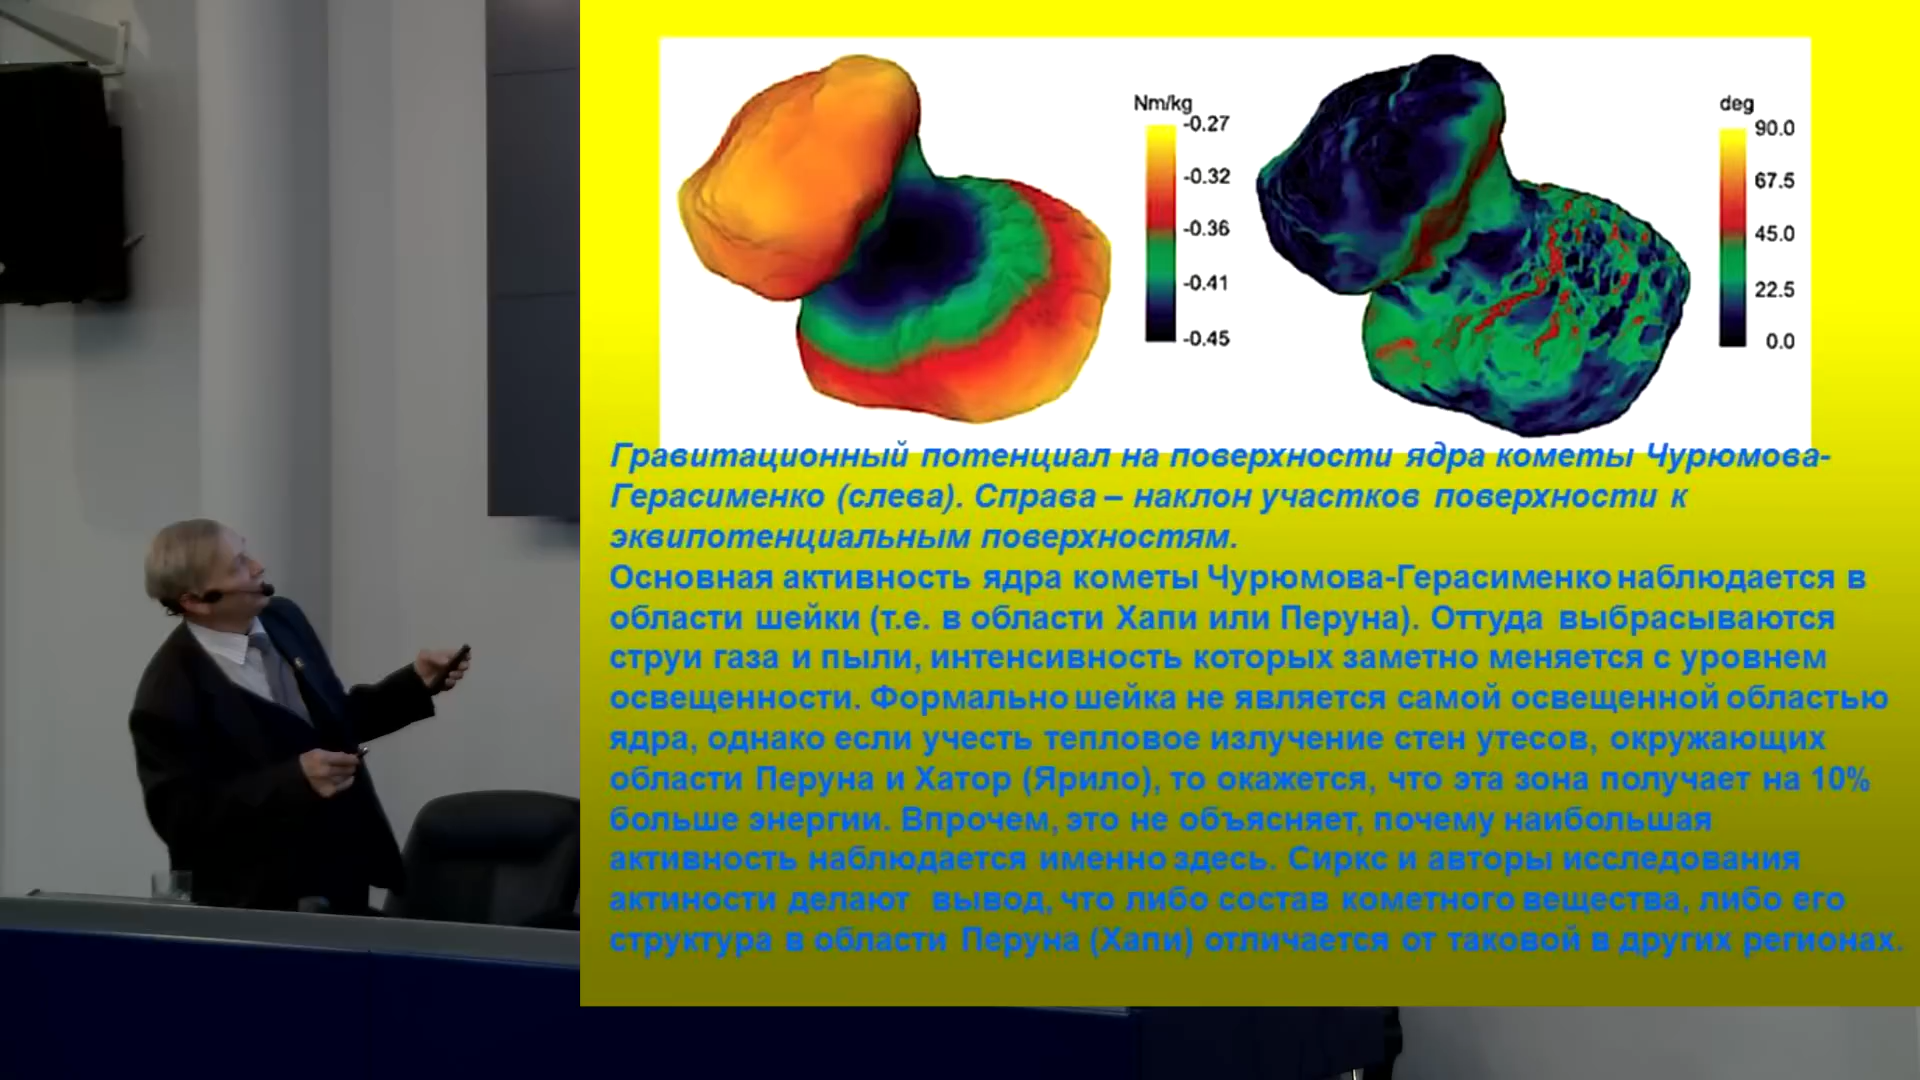 Nm/kg
-0.27
-0.32
-0.36
-0.41
-0.45
deg
90.0
67.5
45.0
22.5
0.0
Гравитационный потенциал на поверхности ядра кометы Чурюмова-
Герасименко (слева). Справа – наклон участков поверхности к
эквипотенциальным поверхностям.
Основная активность ядра кометы Чурюмова-Герасименко наблюдается в
области шейки (т.е. в области Хапи или Перуна). Оттуда выбрасываются
струи газа и пыли, интенсивность которых заметно меняется с уровнем
освещенности. Формально шейка не является самой освещенной областью
ядра, однако если учесть тепловое излучение стен утесов, окружающих
области Перуна и Хатор (Ярило), то окажется, что эта зона получает на 10%
больше энергии. Впрочем, это не объясняет, почему наибольшая
активность наблюдается именно здесь. Сиркс и авторы исследования
актиности делают вывод, что либо состав кометного вещества, либо его
структура в области Перуна (Хапи) отличается от таковой в других регионах.